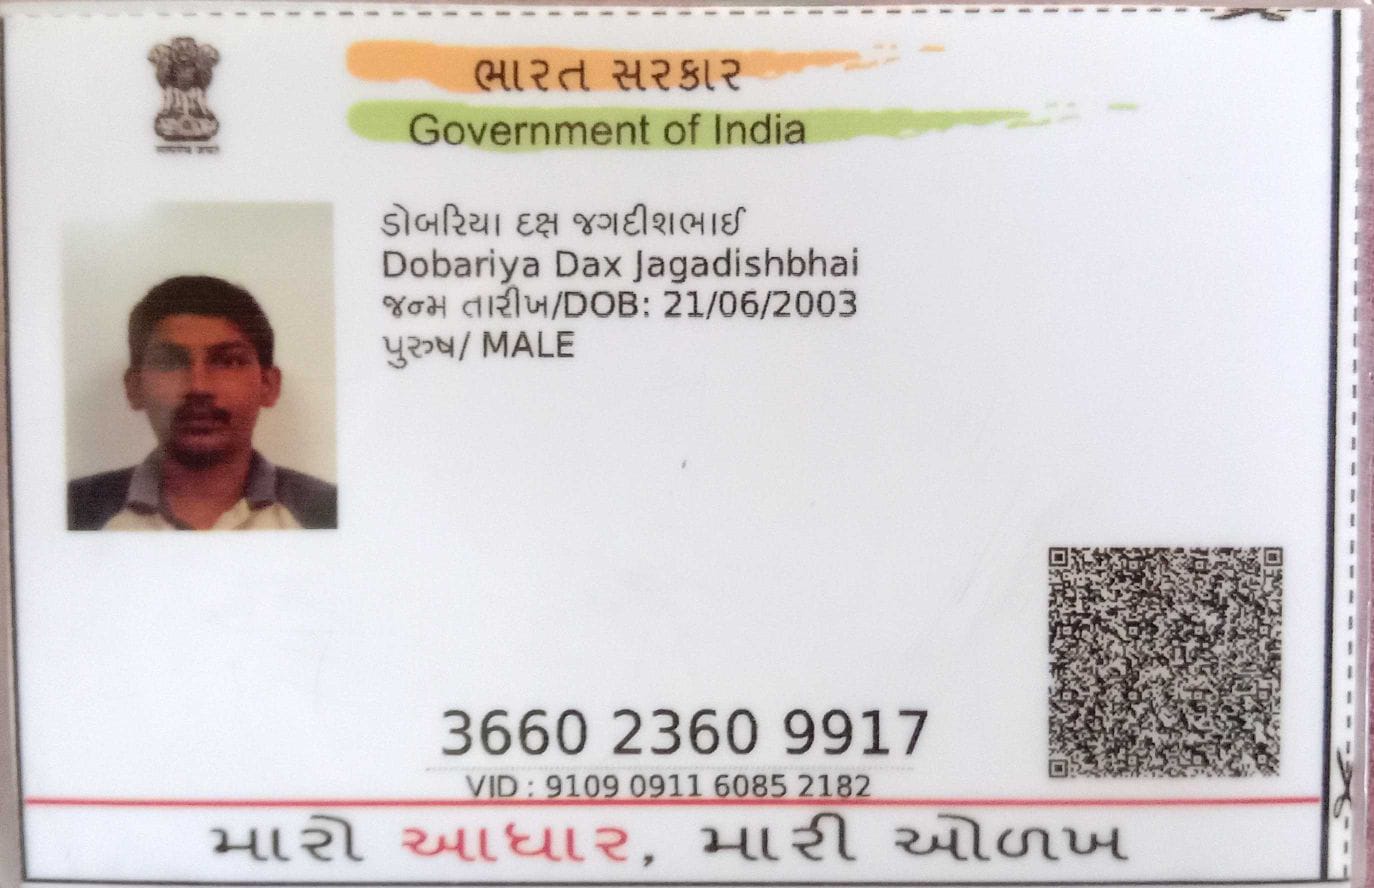 ભારત સરકાર
Government of India
ડોબરિયા દક્ષ જગદીશભાઈ
Dobariya Dax Jagadishbhai
જન્મ તારીખ/DOB: 21/06/2003
પુરુષ/ MALE
3660 2360 9917
VID : 9109 0911 6085 2182
મારો આધાર, મારી ઓળખ